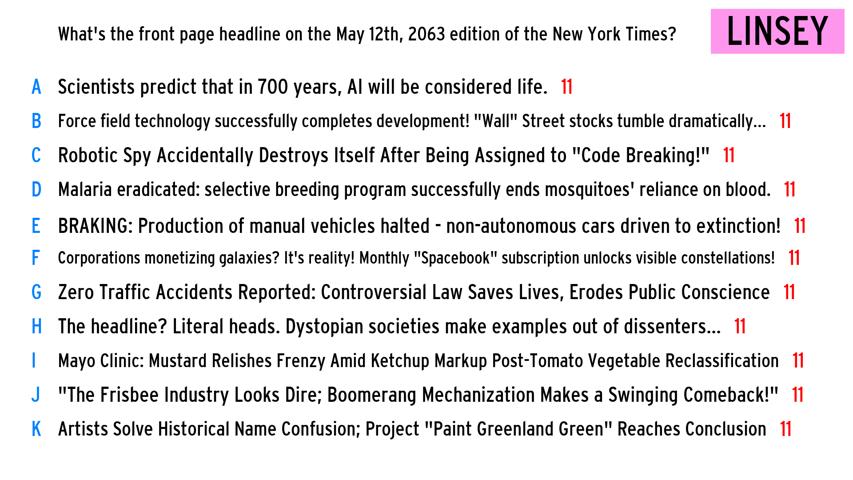 What's the front page headline on the May 12th, 2063 edition of the New York Times?
LINSEY
A Scientists predict that in 700 years, AI will be considered life. 11
B Force field technology successfully completes development! "Wall" Street stocks tumble dramatically... 11
C Robotic Spy Accidentally Destroys Itself After Being Assigned to "Code Breaking!" 11
D Malaria eradicated: selective breeding program successfully ends mosquitoes' reliance on blood. 11
E BRAKING: Production of manual vehicles halted - non-autonomous cars driven to extinction! 11
F Corporations monetizing galaxies? It's reality! Monthly "Spacebook" subscription unlocks visible constellations! 11
G Zero Traffic Accidents Reported: Controversial Law Saves Lives, Erodes Public Conscience 11
H The headline? Literal heads. Dystopian societies make examples out of dissenters... 11
I Mayo Clinic: Mustard Relishes Frenzy Amid Ketchup Markup Post-Tomato Vegetable Reclassification 11
J "The Frisbee Industry Looks Dire; Boomerang Mechanization Makes a Swinging Comeback!" 11
K Artists Solve Historical Name Confusion; Project "Paint Greenland Green" Reaches Conclusion 11